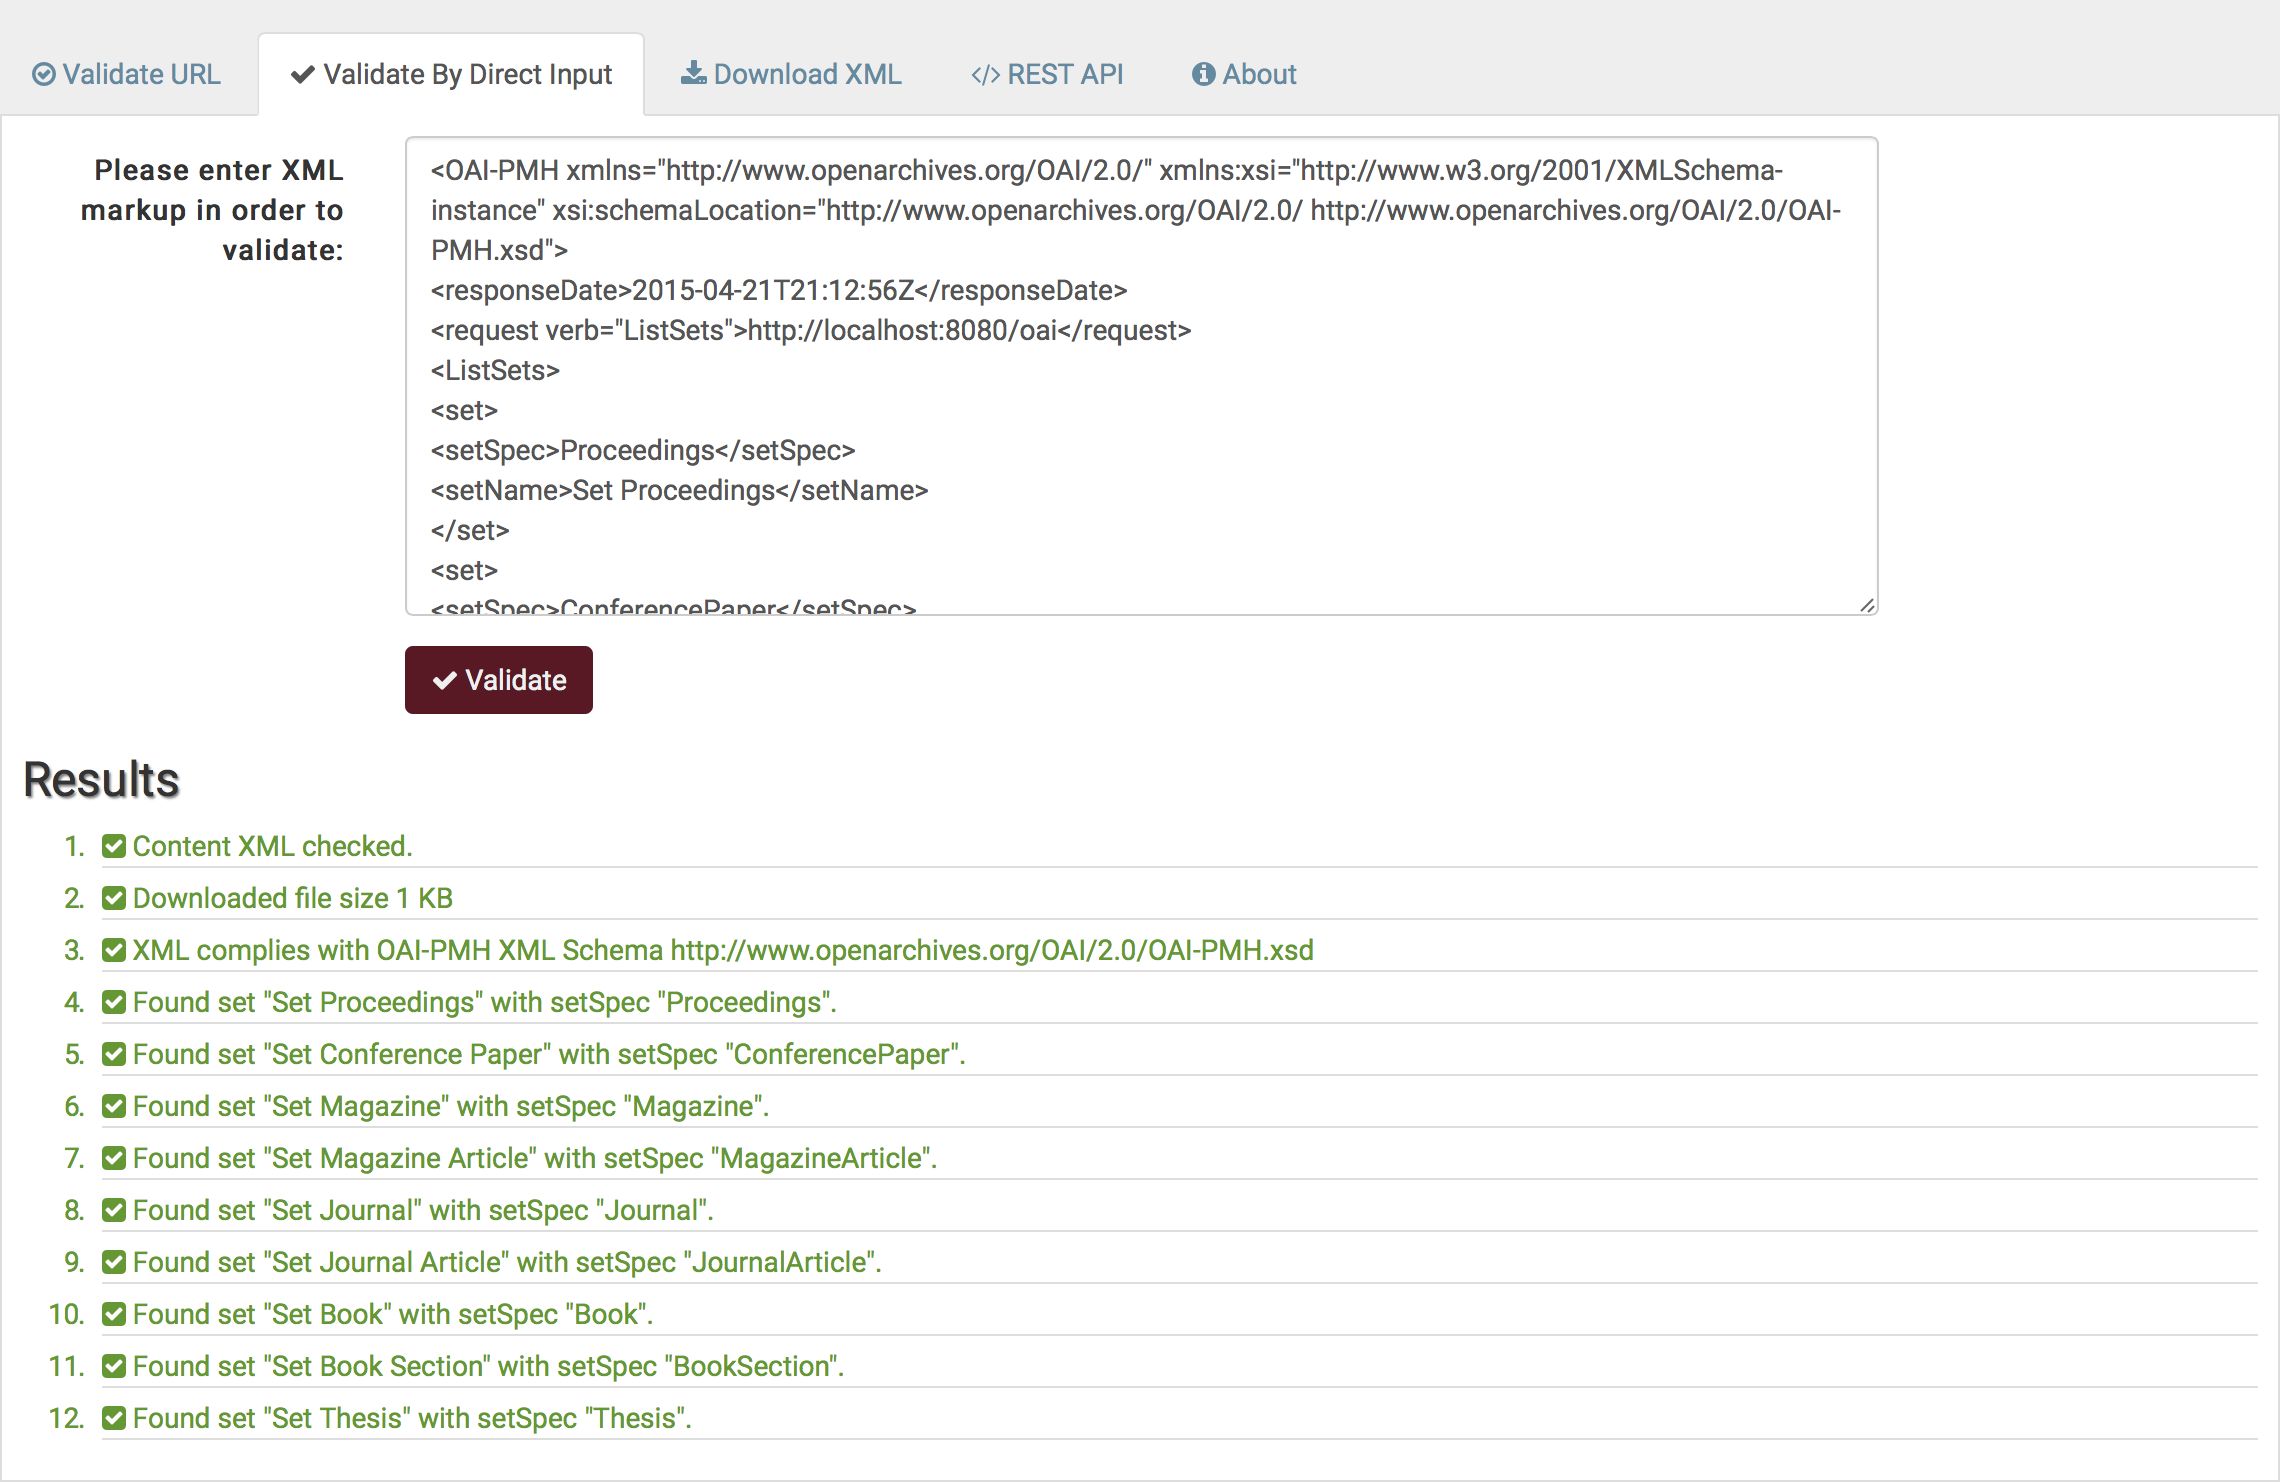 Validate URL
Validate By Direct Input
Download XML
</> REST API
About
Please enter XML
markup in order to
validate:
<OAI-PMH xmlns="http://www.openarchives.org/OAI/2.0/" xmlns:xsi="http://www.w3.org/2001/XMLSchema-
instance" xsi:schemaLocation="http://www.openarchives.org/OAI/2.0/ http://www.openarchives.org/OAI/2.0/OAI-
PMH.xsd">
<responseDate>2015-04-21T21:12:56Z</responseDate>
<request verb="ListSets">http://localhost:8080/oai</request>
<ListSets>
<set>
<setSpec>Proceedings</setSpec>
<setName>Set Proceedings</setName>
</set>
<set>
<setSpec>ConferencePaper</setSpec>
Validate
Results
1. Content XML checked.
2. Downloaded file size 1 KB
3. XML complies with OAI-PMH XML Schema http://www.openarchives.org/OAI/2.0/OAI-PMH.xsd
4. Found set "Set Proceedings" with setSpec "Proceedings".
5. Found set "Set Conference Paper" with setSpec "ConferencePaper".
6. Found set "Set Magazine" with setSpec "Magazine".
7. Found set "Set Magazine Article" with setSpec "MagazineArticle".
8. Found set "Set Journal" with setSpec "Journal".
9. Found set "Set Journal Article" with setSpec "JournalArticle".
10. Found set "Set Book" with setSpec "Book".
11. Found set "Set Book Section" with setSpec "BookSection".
12. Found set "Set Thesis" with setSpec "Thesis".